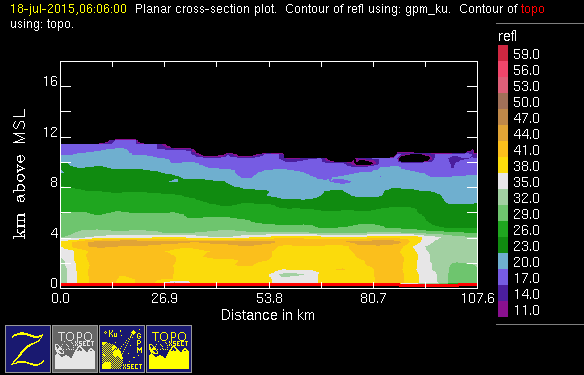 18-jul-2015,06:06:00 Planar cross-section plot. Contour of refl using: gpm_ku. Contour of topo
using: topo.
refl
59.0
56.0
53.0
50.0
47.0
44.0
41.0
38.0
35.0
32.0
29.0
26.0
23.0
20.0
17.0
14.0
11.0
km above MSL
16
12
8
4
0
0.0 26.9 53.8 80.7 107.6
Distance in km
Z
TOPO
XSECT
"Ku"
GPM
XSECT
TOPO
XSECT